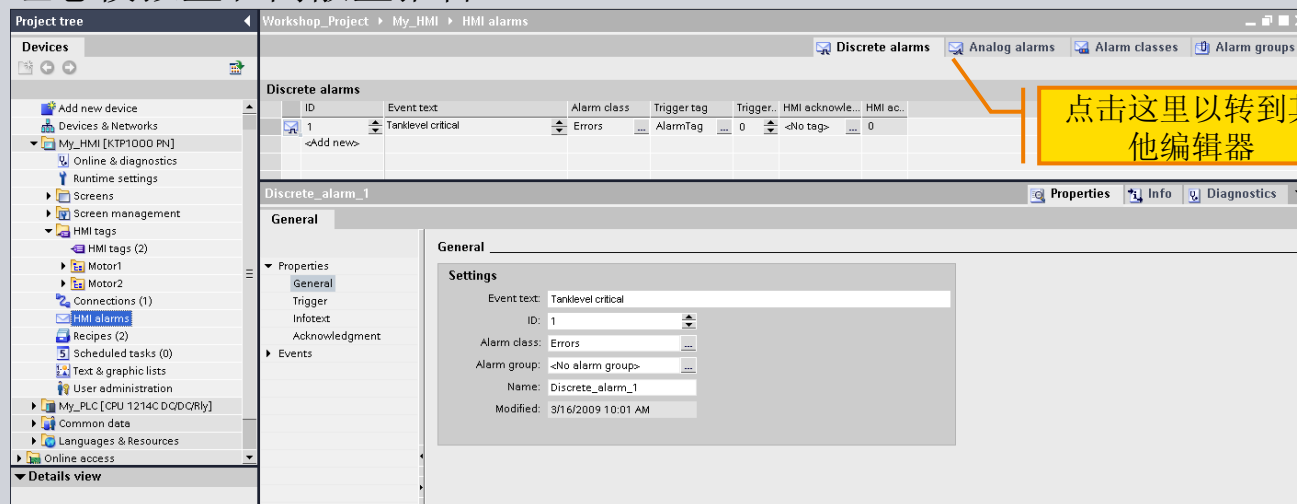 Project tree
Workshop_Project ▸ My_HMI ▸ HMI alarms
Devices
Discrete alarms
Analog alarms
Alarm classes
Alarm groups
Discrete alarms
ID Event text Alarm class Trigger tag Trigger.. HMI acknowle... HMI ac..
1 Tanklevel critical Errors ... AlarmTag ... 0 <No tag> ... 0
<Add new>
点击这里以转到其
他编辑器
Add new device
Devices & Networks
My_HMI [KTP1000 PN]
Online & diagnostics
Runtime settings
Screens
Screen management
HMI tags
HMI tags (2)
Motor1
Motor2
Connections (1)
HMI alarms
Recipes (2)
Scheduled tasks (0)
Text & graphic lists
User administration
My_PLC [CPU 1214C DC/DC/Rly]
Common data
Languages & Resources
Online access
Details view
Discrete_alarm_1
Properties
Info
Diagnostics
General
Properties
General
Trigger
Infotext
Acknowledgment
Events
General
Settings
Event text: Tanklevel critical
ID: 1
Alarm class: Errors ...
Alarm group: <No alarm group> ...
Name: Discrete_alarm_1
Modified: 3/16/2009 10:01 AM